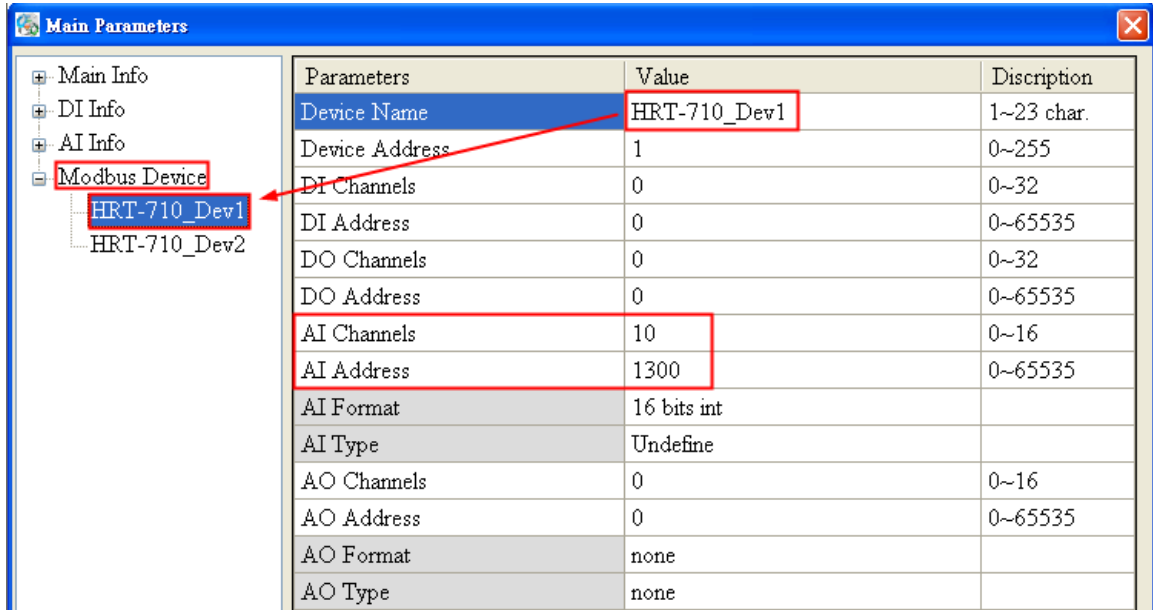 Main Parameters
Main Info
DI Info
AI Info
Modbus Device
HRT-710_Dev1
HRT-710_Dev2
Parameters Value Discription
Device Name HRT-710_Dev1 1~23 char.
Device Address 1 0~255
DI Channels 0 0~32
DI Address 0 0~65535
DO Channels 0 0~32
DO Address 0 0~65535
AI Channels 10 0~16
AI Address 1300 0~65535
AI Format 16 bits int
AI Type Undefine
AO Channels 0 0~16
AO Address 0 0~65535
AO Format none
AO Type none